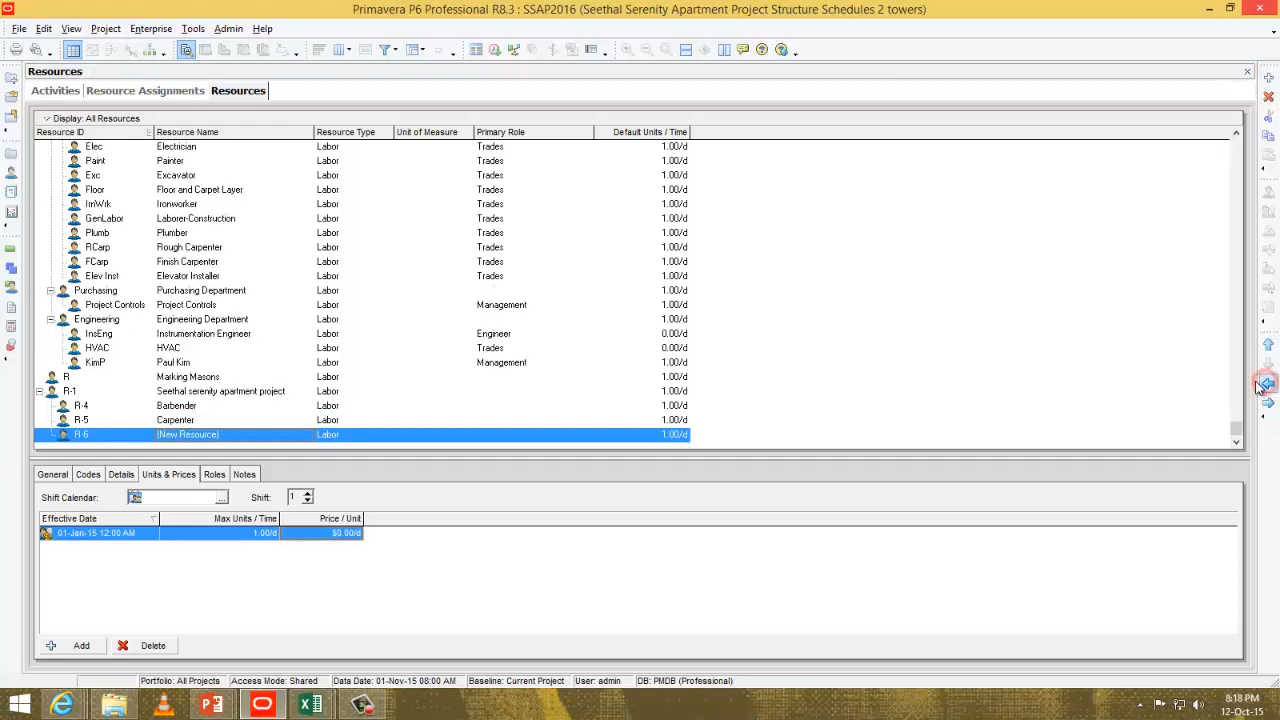 Primavera P6 Professional R8.3 : SSAP2016 (Seethal Serenity Apartment Project Structure Schedules 2 towers)
File Edit View Project Enterprise Tools Admin Help
Resources
Activities Resource Assignments Resources
Display: All Resources
Resource ID Resource Name Resource Type Unit of Measure Primary Role Default Units / Time
Elec Electrician Labor Trades 1.00/d
Paint Painter Labor Trades 1.00/d
Exc Excavator Labor Trades 1.00/d
Floor Floor and Carpet Layer Labor Trades 1.00/d
IrnWrk Ironworker Labor Trades 1.00/d
GenLabor Laborer-Construction Labor Trades 1.00/d
Plumb Plumber Labor Trades 1.00/d
RCarp Rough Carpenter Labor Trades 1.00/d
FCarp Finish Carpenter Labor Trades 1.00/d
Elev Inst Elevator Installer Labor Trades 1.00/d
Purchasing Purchasing Department Labor 1.00/d
Project Controls Project Controls Labor Management 1.00/d
Engineering Engineering Department Labor 1.00/d
InsEng Instrumentation Engineer Labor Engineer 0.00/d
HVAC HVAC Labor Trades 0.00/d
KimP Paul Kim Labor Management 1.00/d
R Marking Masons Labor 1.00/d
R-1 Seethal serenity apartment project Labor 1.00/d
R-4 Barbender Labor 1.00/d
R-5 Carpenter Labor 1.00/d
R-6 (New Resource) Labor 1.00/d
General Codes Details Units & Prices Roles Notes
Shift Calendar: ... Shift: 1
Effective Date Max Units / Time Price / Unit
01-Jan-15 12:00 AM 1.00/d $0.00/d
Add Delete
Portfolio: All Projects Access Mode: Shared Data Date: 01-Nov-15 08:00 AM Baseline: Current Project User: admin DB: PMDB (Professional)
8:18 PM
12-Oct-15